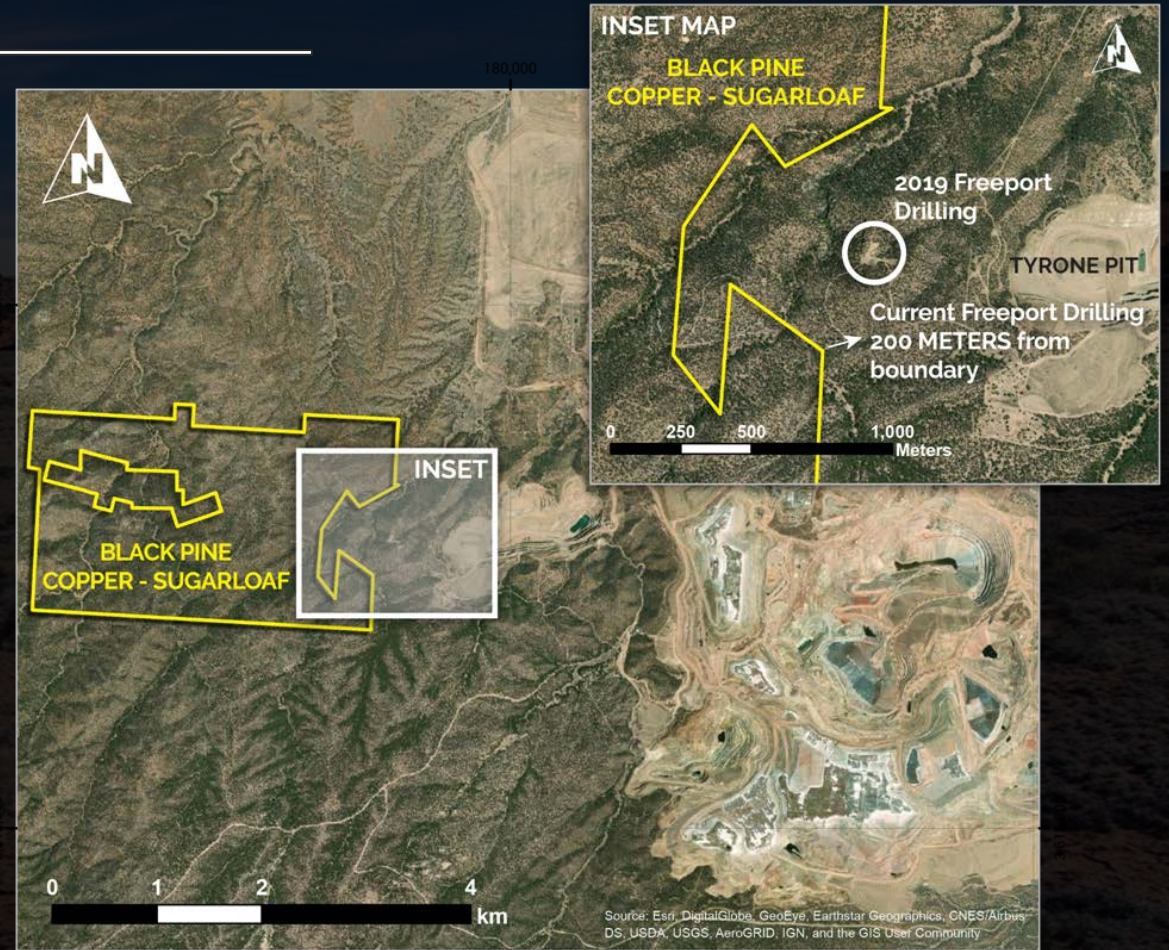 180,000
N
INSET
BLACK PINE
COPPER - SUGARLOAF
0 1 2 4
km
Source: Esri, DigitalGlobe, GeoEye, Earthstar Geographics, CNES/Airbus
DS, USDA, USGS, AeroGRID, IGN, and the GIS User Community
INSET MAP
N
BLACK PINE
COPPER - SUGARLOAF
2019 Freeport
Drilling
TYRONE PIT
Current Freeport Drilling
200 METERS from
boundary
0 250 500 1,000
Meters